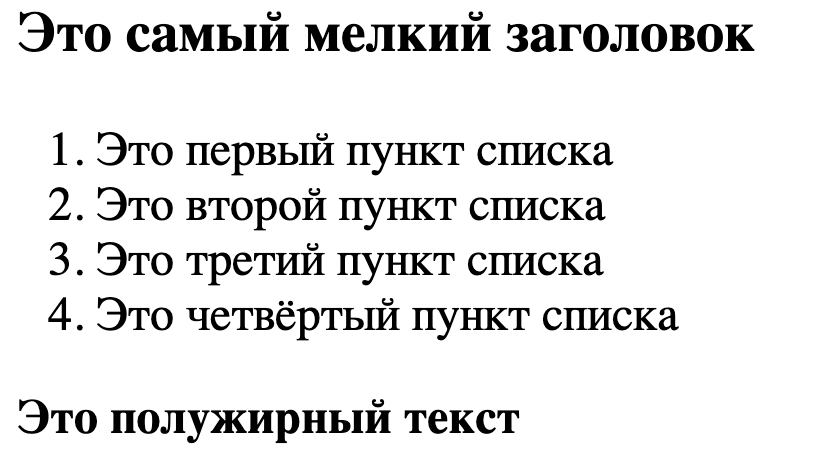 Это самый мелкий заголовок
1. Это первый пункт списка
2. Это второй пункт списка
3. Это третий пункт списка
4. Это четвёртый пункт списка
Это полужирный текст